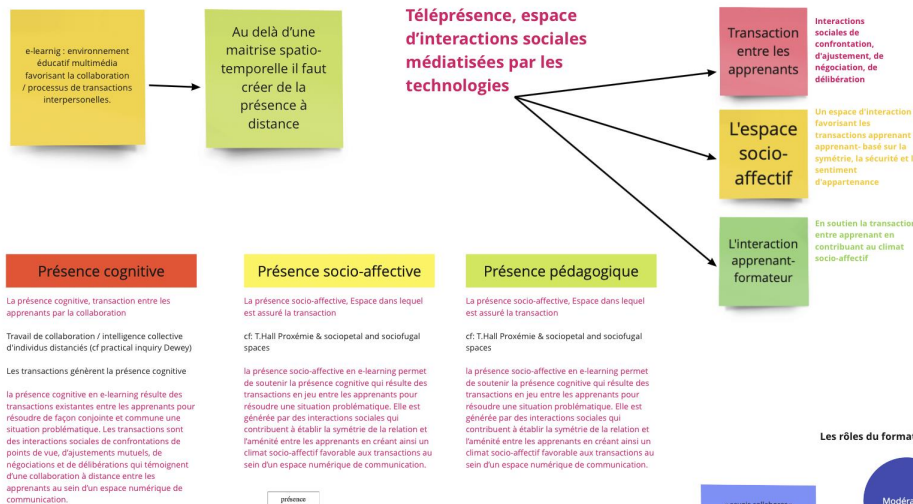 e-learnig : environnement
éducatif multimédia
favorisant la collaboration
/ processus de transactions
interpersonelles.
Au delà d'une
maitrise spatio-
temporelle il faut
créer de la
présence à
distance
Téléprésence, espace
d'interactions sociales
médiatisées par les
technologies
Transaction
entre les
apprenants
Interactions
sociales de
confrontation,
d'ajustement, de
négociation, de
délibération
L'espace
socio-
affectif
Un espace d'interaction
favorisant les
transactions apprenant
apprenant- basé sur la
symétrie, la sécurité et l
sentiment
d'appartenance
L'interaction
apprenant-
formateur
En soutien la transaction
entre apprenant en
contribuant au climat
socio-affectif
Présence cognitive
La présence cognitive, transaction entre les
apprenants par la collaboration
Travail de collaboration / intelligence collective
d'individus distanciés (cf practical inquiry Dewey)
Les transactions génèrent la présence cognitive
la présence cognitive en e-learning résulte des
transactions existantes entre les apprenants pour
résoudre de façon conjointe et commune une
situation problématique. Les transactions sont
des interactions sociales de confrontations de
points de vue, d'ajustements mutuels, de
négociations et de délibérations qui témoignent
d'une collaboration à distance entre les
apprenants au sein d'un espace numérique de
communication.
Présence socio-affective
La présence socio-affective, Espace dans lequel
est assuré la transaction
cf: T.Hall Proxémie & sociopetal and sociofugal
spaces
la présence socio-affective en e-learning permet
de soutenir la présence cognitive qui résulte des
transactions en jeu entre les apprenants pour
résoudre une situation problématique. Elle est
générée par des interactions sociales qui
contribuent à établir la symétrie de la relation et
l'aménité entre les apprenants en créant ainsi un
climat socio-affectif favorable aux transactions au
sein d'un espace numérique de communication.
présence
Présence pédagogique
La présence socio-affective, Espace dans lequel
est assuré la transaction
cf: T.Hall Proxémie & sociopetal and sociofugal
spaces
la présence socio-affective en e-learning permet
de soutenir la présence cognitive qui résulte des
transactions en jeu entre les apprenants pour
résoudre une situation problématique. Elle est
générée par des interactions sociales qui
contribuent à établir la symétrie de la relation et
l'aménité entre les apprenants en créant ainsi un
climat socio-affectif favorable aux transactions au
sein d'un espace numérique de communication.
Les rôles du format
Modéra